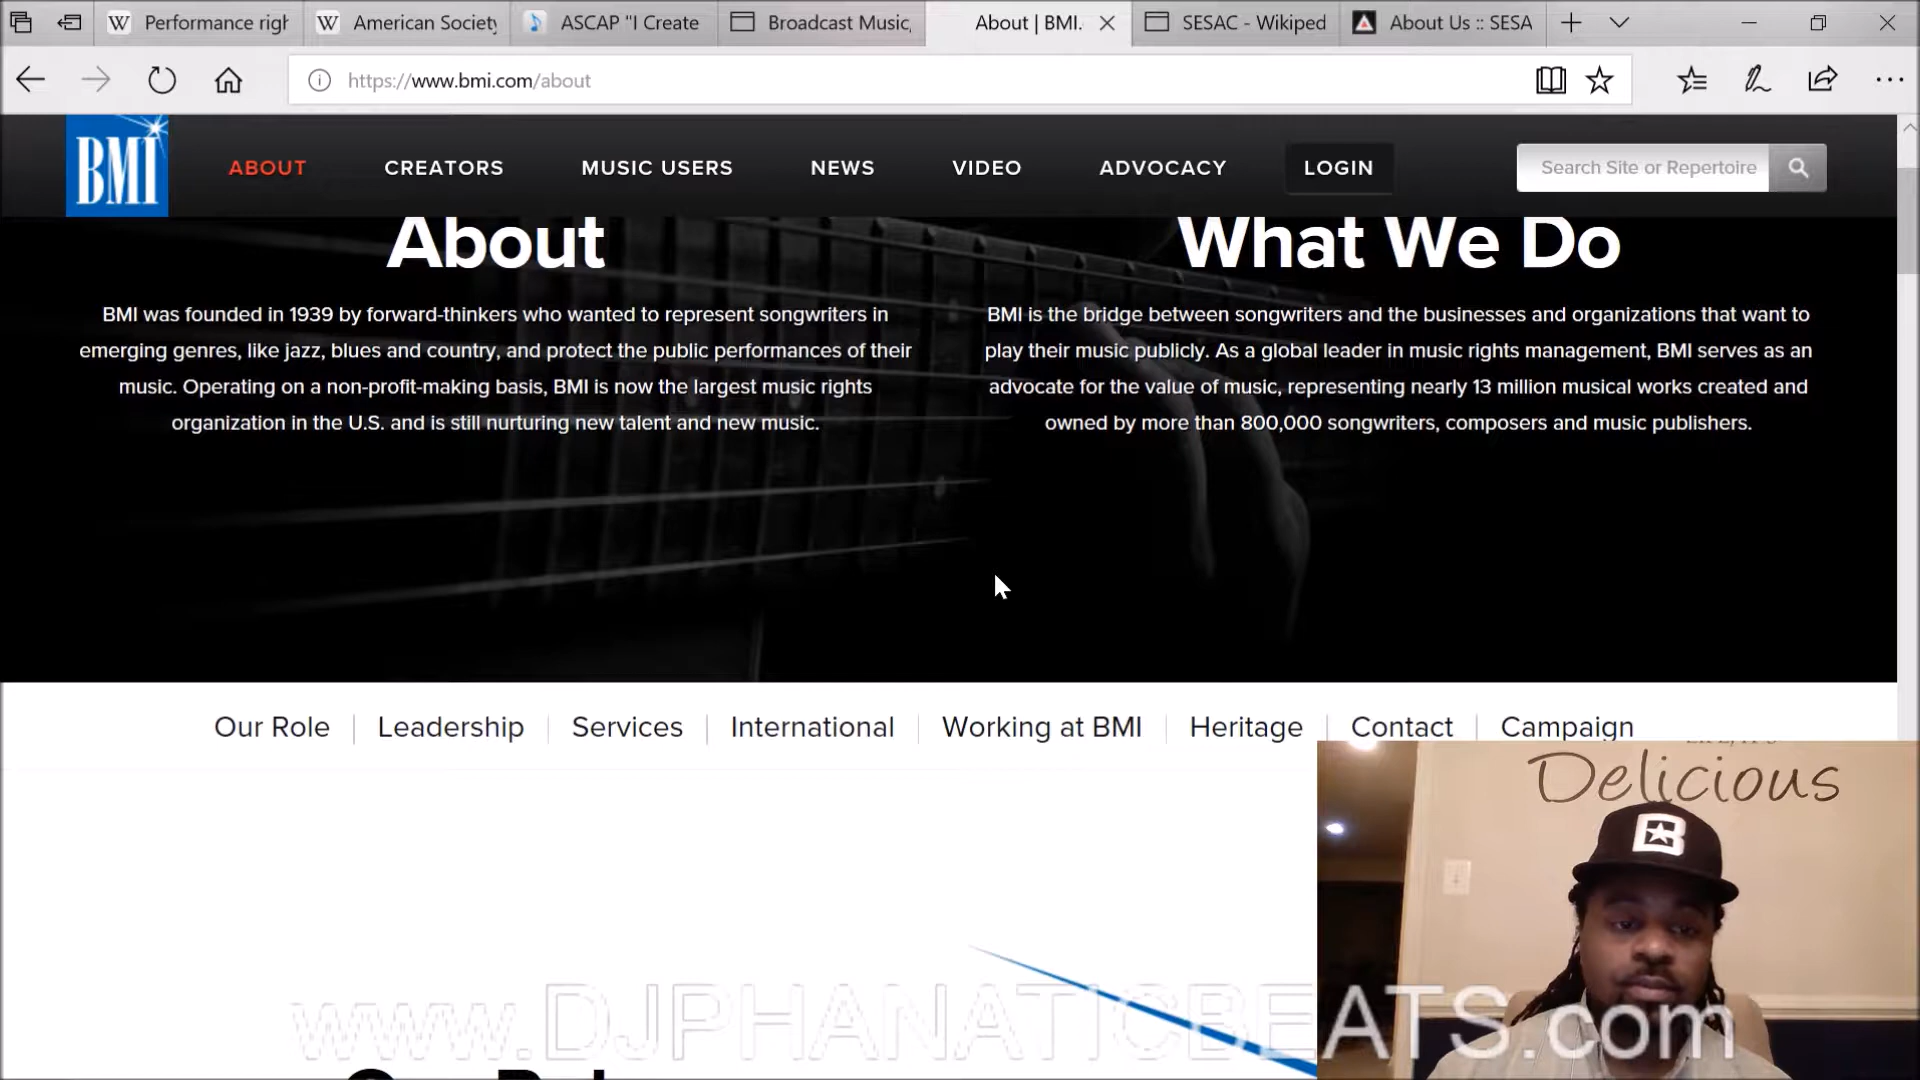 Performance righ
American Society
ASCAP "I Create
Broadcast Music,
About | BMI.
SESAC - Wikiped
About Us :: SESA
https://www.bmi.com/about
BMI
ABOUT
CREATORS
MUSIC USERS
NEWS
VIDEO
ADVOCACY
LOGIN
Search Site or Repertoire
About
BMI was founded in 1939 by forward-thinkers who wanted to represent songwriters in
emerging genres, like jazz, blues and country, and protect the public performances of their
music. Operating on a non-profit-making basis, BMI is now the largest music rights
organization in the U.S. and is still nurturing new talent and new music.
What We Do
BMI is the bridge between songwriters and the businesses and organizations that want to
play their music publicly. As a global leader in music rights management, BMI serves as an
advocate for the value of music, representing nearly 13 million musical works created and
owned by more than 800,000 songwriters, composers and music publishers.
Our Role
Leadership
Services
International
Working at BMI
Heritage
Contact
Campaign
Delicious
B
www.DJPHANATICBEATS.com